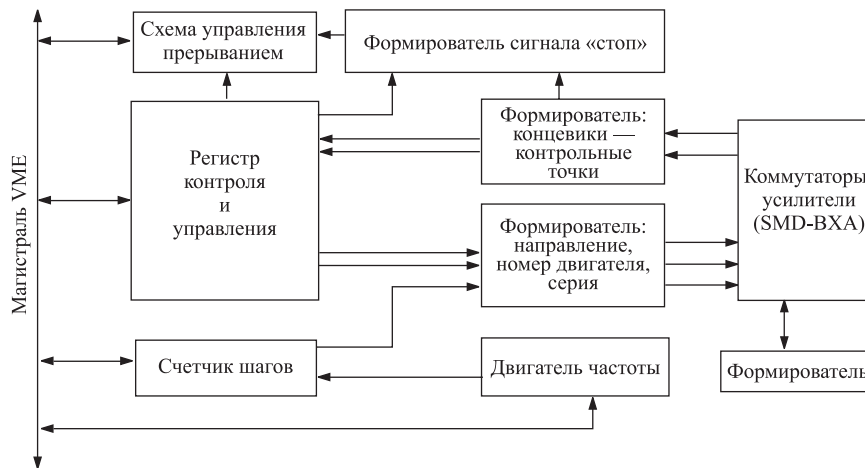 Магистраль VME
Схема управления
прерыванием
Формирователь сигнала «стоп»
Регистр
контроля
и
управления
Формирователь:
концевики —
контрольные
точки
Коммутаторы
усилители
(SMD-BXA)
Формирователь:
направление,
номер двигателя,
серия
Счетчик шагов
Двигатель частоты
Формирователь